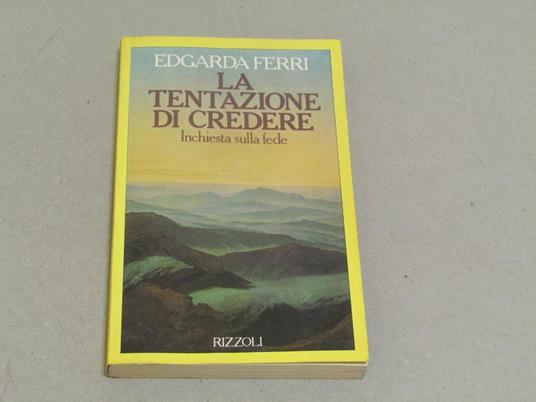 EDGARDA FERRI
LA
TENTAZIONE
DI CREDERE
Inchiesta sulla fede
RIZZOLI